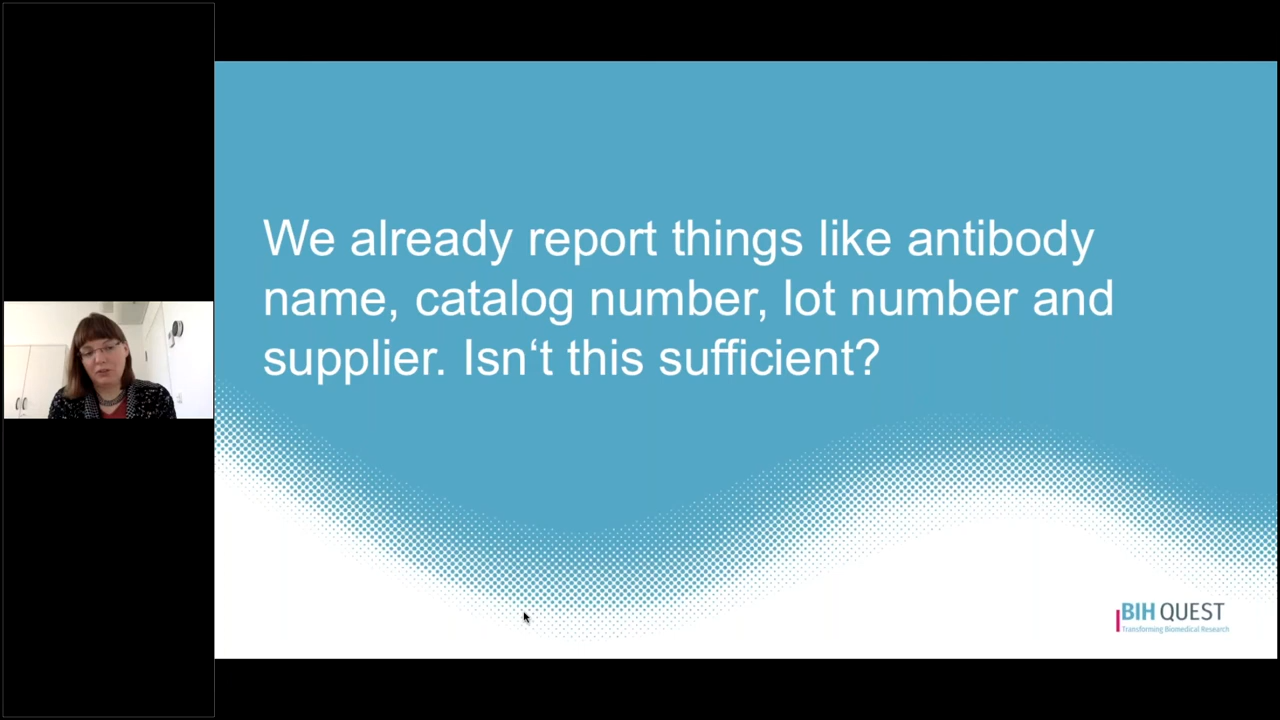 We already report things like antibody
name, catalog number, lot number and
supplier. Isn‘t this sufficient?
BIH QUEST
Transforming Biomedical Research